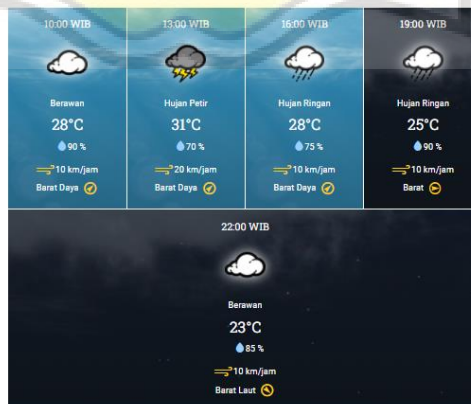 10:00 WIB
Berawan
28°C
90 %
10 km/jam
Barat Daya
13:00 WIB
Hujan Petir
31°C
70 %
20 km/jam
Barat Daya
16:00 WIB
Hujan Ringan
28°C
75 %
10 km/jam
Barat Daya
19:00 WIB
Hujan Ringan
25°C
90 %
10 km/jam
Barat
22:00 WIB
Berawan
23°C
85 %
10 km/jam
Barat Laut